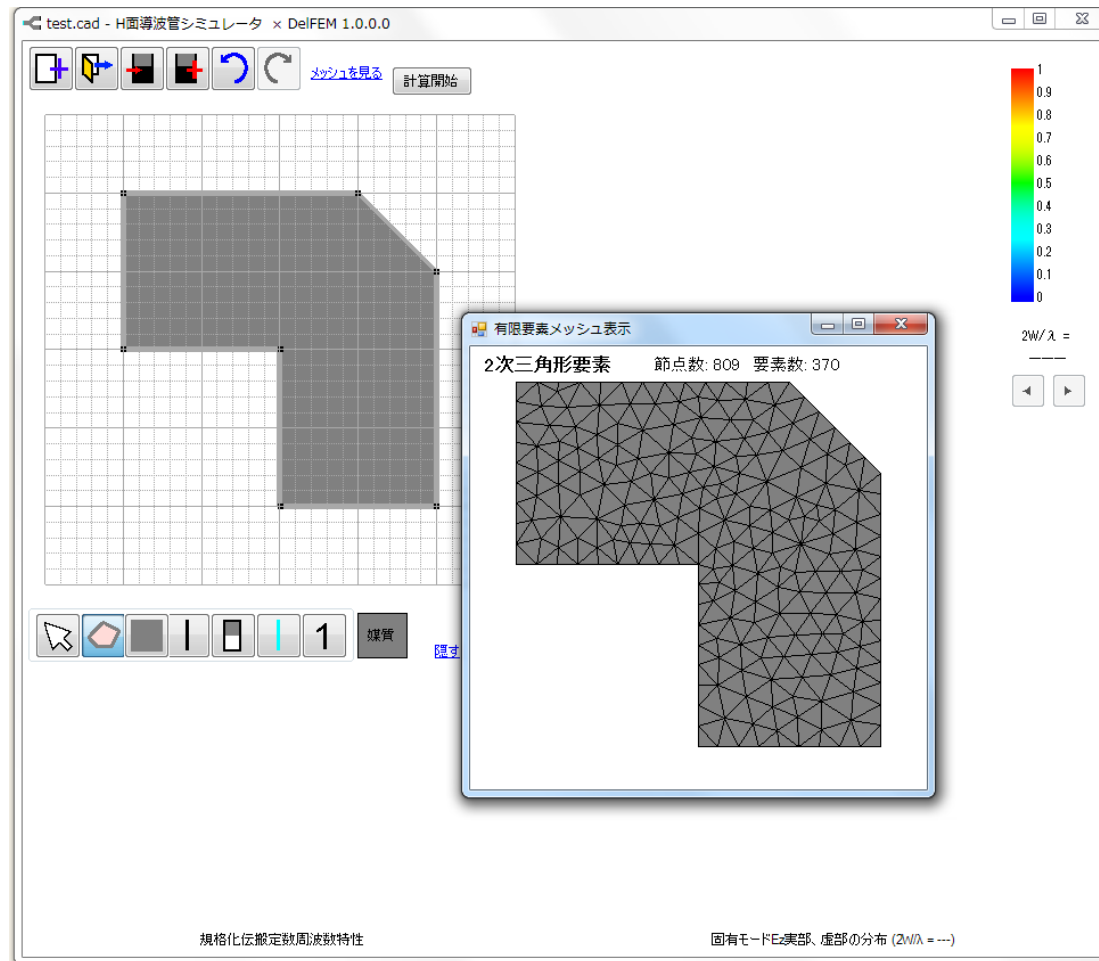 test.cad - H面導波管シミュレータ × DelFEM 1.0.0.0
メッシュを見る
計算開始
1
0.9
0.8
0.7
0.6
0.5
0.4
0.3
0.2
0.1
0
2W/λ =
---
有限要素メッシュ表示
2次三角形要素 節点数: 809 要素数: 370
1
媒質
隠す
規格化伝搬定数周波数特性
固有モードEz実部、虚部の分布 (2W/λ = ---)